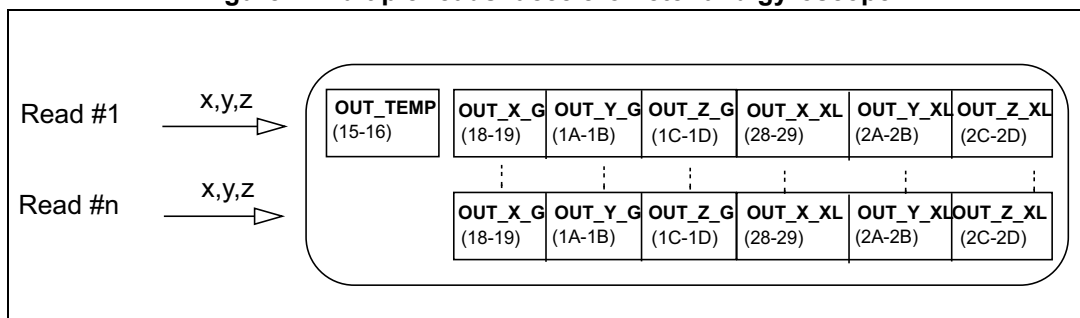 Read #1 x,y,z OUT_TEMP OUT_X_G OUT_Y_G OUT_Z_G OUT_X_XL OUT_Y_XL OUT_Z_XL
(15-16) (18-19) (1A-1B) (1C-1D) (28-29) (2A-2B) (2C-2D)
Read #n x,y,z OUT_X_G OUT_Y_G OUT_Z_G OUT_X_XL OUT_Y_XL OUT_Z_XL
(18-19) (1A-1B) (1C-1D) (28-29) (2A-2B) (2C-2D)